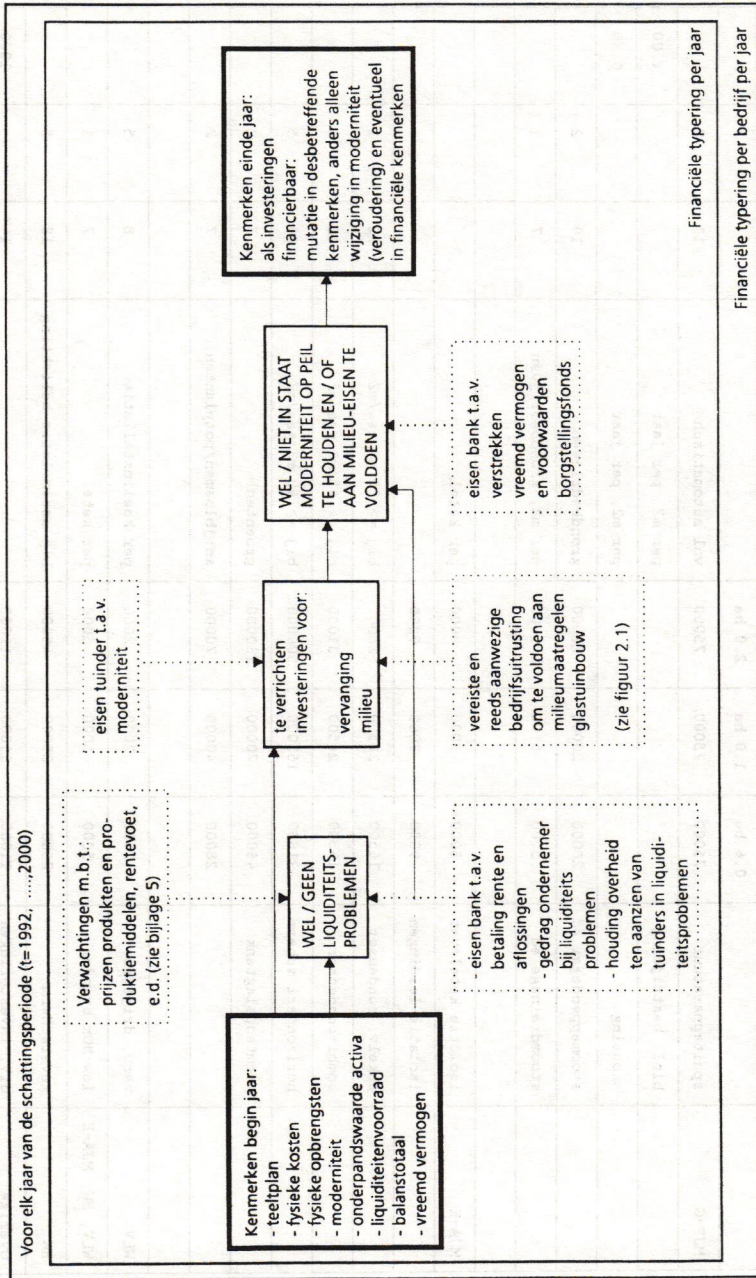 Voor elk jaar van de schattingsperiode (t=1992, ....,2000)
Kenmerken begin jaar:
- teeltplan
- fysieke kosten
- fysieke opbrengsten
- moderniteit
- onderpandswaarde activa
- liquiditeitenvoorraad
- balanstotaal
- vreemd vermogen
Verwachtingen m.b.t.:
prijzen produkten en pro-
duktiemiddelen, rentevoet,
e.d. (zie bijlage 5)
WEL / GEEN
LIQUIDITEITS-
PROBLEMEN
- eisen bank t.a.v.
betaling rente en
aflossingen
- gedrag ondernemer
bij liquiditeits
problemen
- houding overheid
ten aanzien van
tuinders in liquidi-
teitsproblemen
eisen tuinder t.a.v.
moderniteit
te verrichten
investeringen voor:
vervanging
milieu
vereiste en
reeds aanwezige
bedrijfsuitrusting
om te voldoen aan
milieumaatregelen
glastuinbouw
(zie figuur 2.1)
WEL / NIET IN STAAT
MODERNITEIT OP PEIL
TE HOUDEN EN / OF
AAN MILIEU-EISEN TE
VOLDOEN
eisen bank t.a.v.
verstrekken
vreemd vermogen
en voorwaarden
borgstellingsfonds
Kenmerken einde jaar:
als investeringen
financierbaar:
mutatie in desbetreffende
kenmerken, anders alleen
wijziging in moderniteit
(veroudering) en eventueel
in financiële kenmerken
Financiële typering per jaar
Financiële typering per bedrijf per jaar